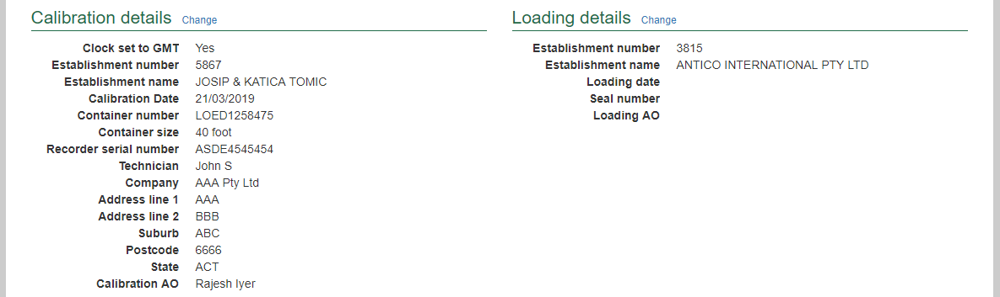 Calibration details Change
Clock set to GMT Yes
Establishment number 5867
Establishment name JOSIP & KATICA TOMIC
Calibration Date 21/03/2019
Container number LOED1258475
Container size 40 foot
Recorder serial number ASDE4545454
Technician John S
Company AAA Pty Ltd
Address line 1 AAA
Address line 2 BBB
Suburb ABC
Postcode 6666
State ACT
Calibration AO Rajesh Iyer
Loading details Change
Establishment number 3815
Establishment name ANTICO INTERNATIONAL PTY LTD
Loading date
Seal number
Loading AO